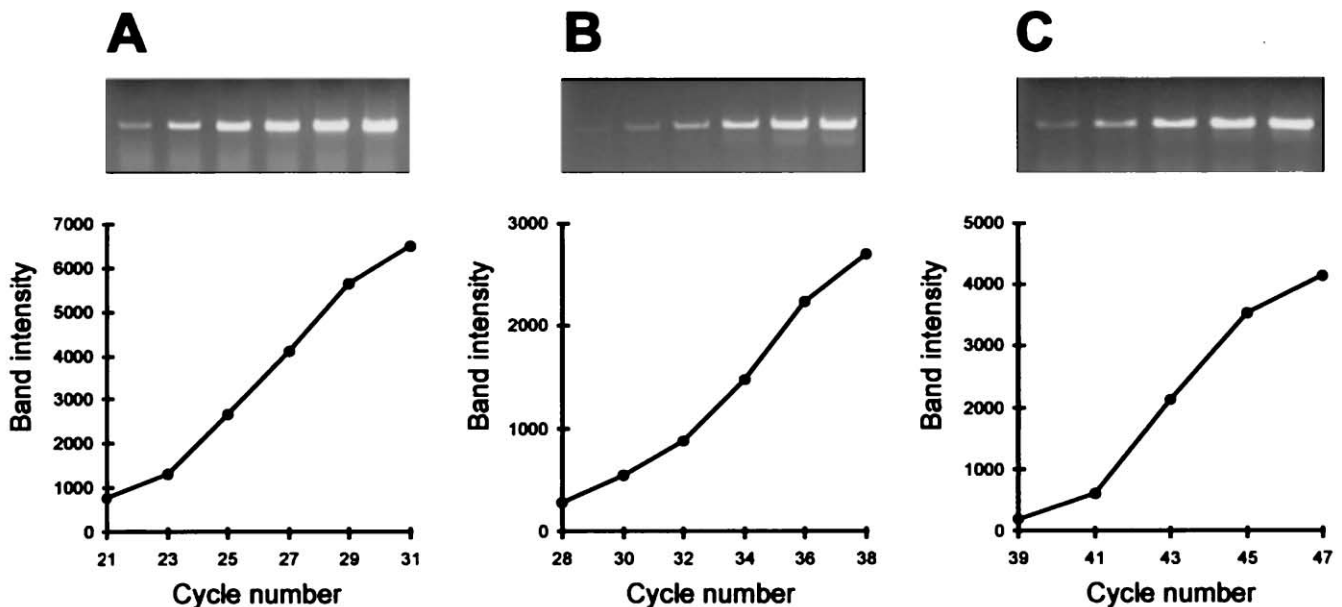 A
B
C
7000
6000
5000
4000
3000
2000
1000
0
Band intensity
21 23 25 27 29 31
Cycle number
3000
2000
1000
0
Band intensity
28 30 32 34 36 38
Cycle number
5000
4000
3000
2000
1000
0
Band intensity
39 41 43 45 47
Cycle number